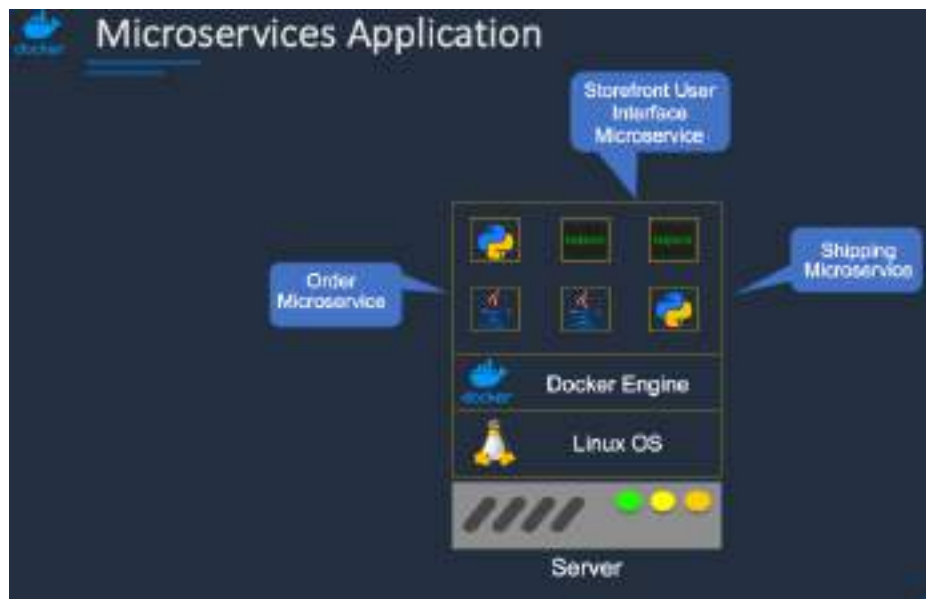 docker
Microservices Application
Storefront User
Interface
Microservice
Order
Microservice
Shipping
Microservice
docker
Docker Engine
Linux OS
Server